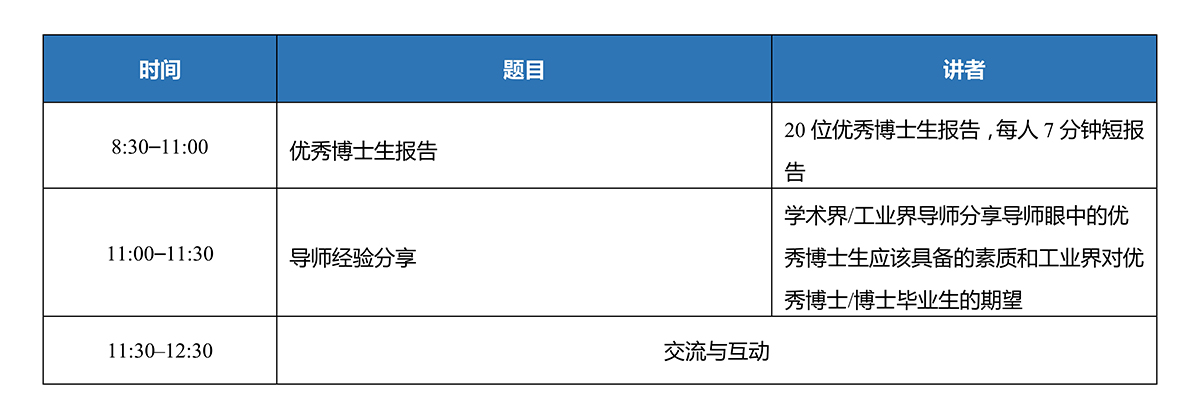 时间 题目 讲者
8:30–11:00 优秀博士生报告 20 位优秀博士生报告，每人 7 分钟短报
告
11:00–11:30 导师经验分享 学术界/工业界导师分享导师眼中的优
秀博士生应该具备的素质和工业界对优
秀博士/博士毕业生的期望
11:30–12:30 交流与互动